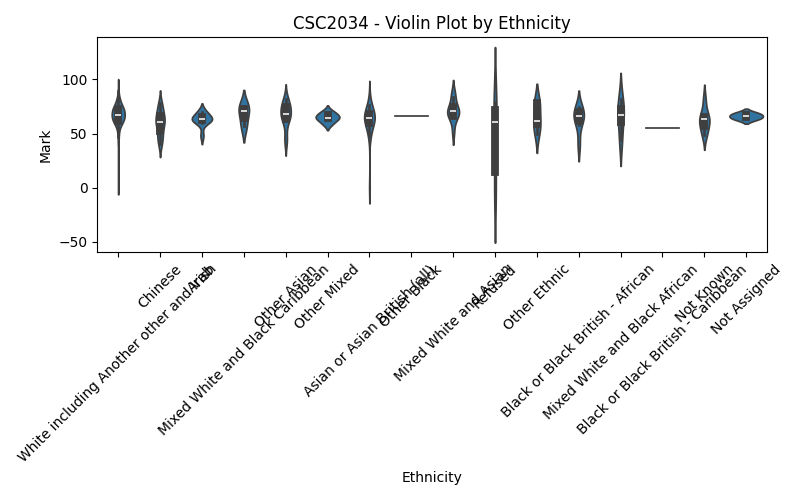 CSC2034 - Violin Plot by Ethnicity
100
50
0
−50
Mark
White including Another other and Irish
Chinese
Arab
Mixed White and Black Caribbean
Other Asian
Other Mixed
Asian or Asian British (all)
Other Black
Mixed White and Asian
Refused
Other Ethnic
Black or Black British - African
Mixed White and Black African
Black or Black British - Caribbean
Not Known
Not Assigned
Ethnicity